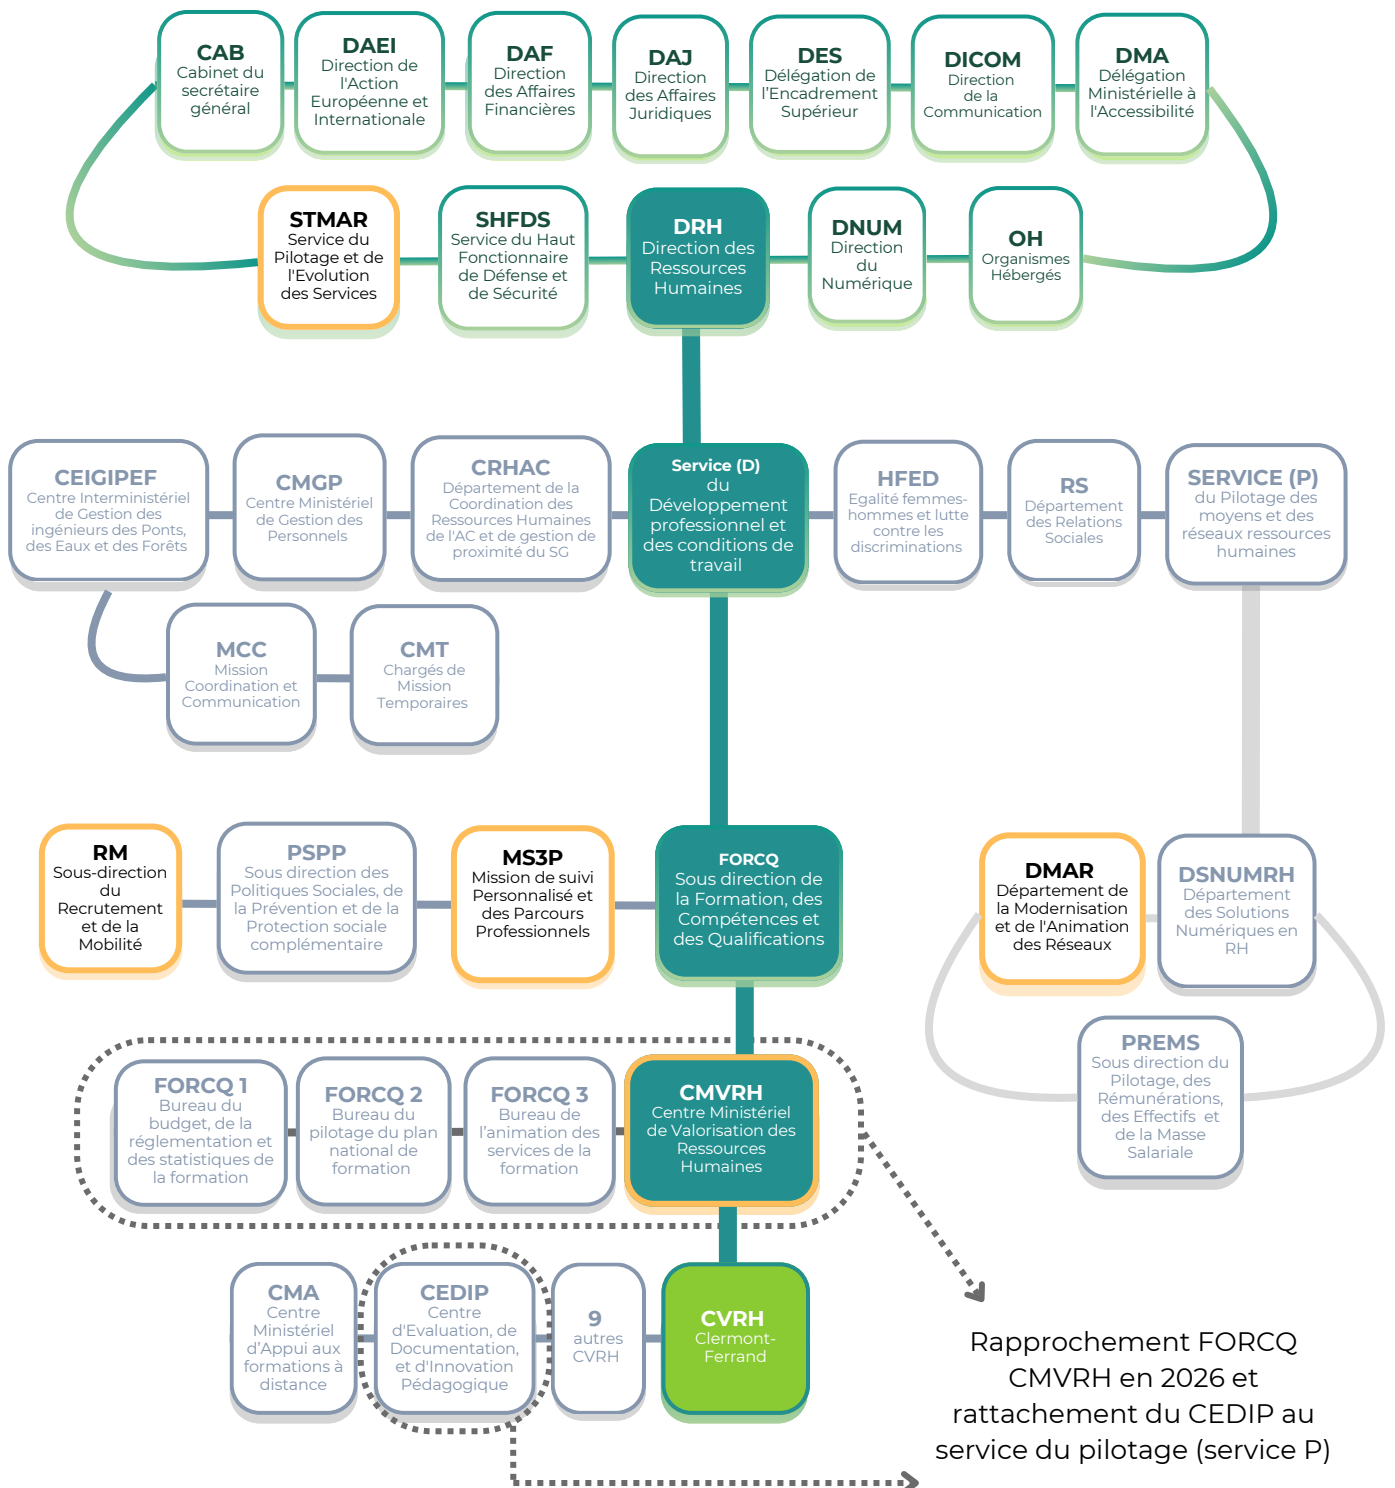 CAB
Cabinet du
secrétaire
général
DAEI
Direction de
l'Action
Européenne et
Internationale
DAF
Direction
des Affaires
Financières
DAJ
Direction
des Affaires
Juridiques
DES
Délégation de
l'Encadrement
Supérieur
DICOM
Direction
de la
Communication
DMA
Délégation
Ministérielle à
l'Accessibilité
STMAR
Service du
Pilotage et de
l'Evolution
des Services
SHFDS
Service du Haut
Fonctionnaire
de Défense et
de Sécurité
DRH
Direction des
Ressources
Humaines
DNUM
Direction
du
Numérique
OH
Organismes
Hébergés
CEIGIPEF
Centre Interministériel
de Gestion des
ingénieurs des Ponts,
des Eaux et des Forêts
CMGP
Centre Ministériel
de Gestion des
Personnels
CRHAC
Département de la
Coordination des
Ressources Humaines
de l'AC et de gestion de
proximité du SG
Service (D)
du
Développement
professionnel et
des conditions de
travail
HFED
Egalité femmes-
hommes et lutte
contre les
discriminations
RS
Département
des Relations
Sociales
SERVICE (P)
du Pilotage des
moyens et des
réseaux ressources
humaines
MCC
Mission
Coordination et
Communication
CMT
Chargés de
Mission
Temporaires
RM
Sous-direction
du
Recrutement
et de la
Mobilité
PSPP
Sous direction des
Politiques Sociales, de
la Prévention et de la
Protection sociale
complémentaire
MS3P
Mission de suivi
Personnalisé et
des Parcours
Professionnels
FORCQ
Sous direction de
la Formation, des
Compétences et
des Qualifications
DMAR
Département de
la Modernisation
et de l'Animation
des Réseaux
DSNUMRH
Département
des Solutions
Numériques en
RH
PREMS
Sous direction du
Pilotage, des
Rémunérations,
des Effectifs et
de la Masse
Salariale
FORCQ 1
Bureau du
budget, de la
réglementation et
des statistiques de
la formation
FORCQ 2
Bureau du
pilotage du plan
national de
formation
FORCQ 3
Bureau de
l'animation des
services de la
formation
CMVRH
Centre Ministériel
de Valorisation des
Ressources
Humaines
CMA
Centre
Ministériel
d'Appui aux
formations à
distance
CEDIP
Centre
d'Evaluation, de
Documentation,
et d'Innovation
Pédagogique
9
autres
CVRH
CVRH
Clermont-
Ferrand
Rapprochement FORCQ
CMVRH en 2026 et
rattachement du CEDIP au
service du pilotage (service P)